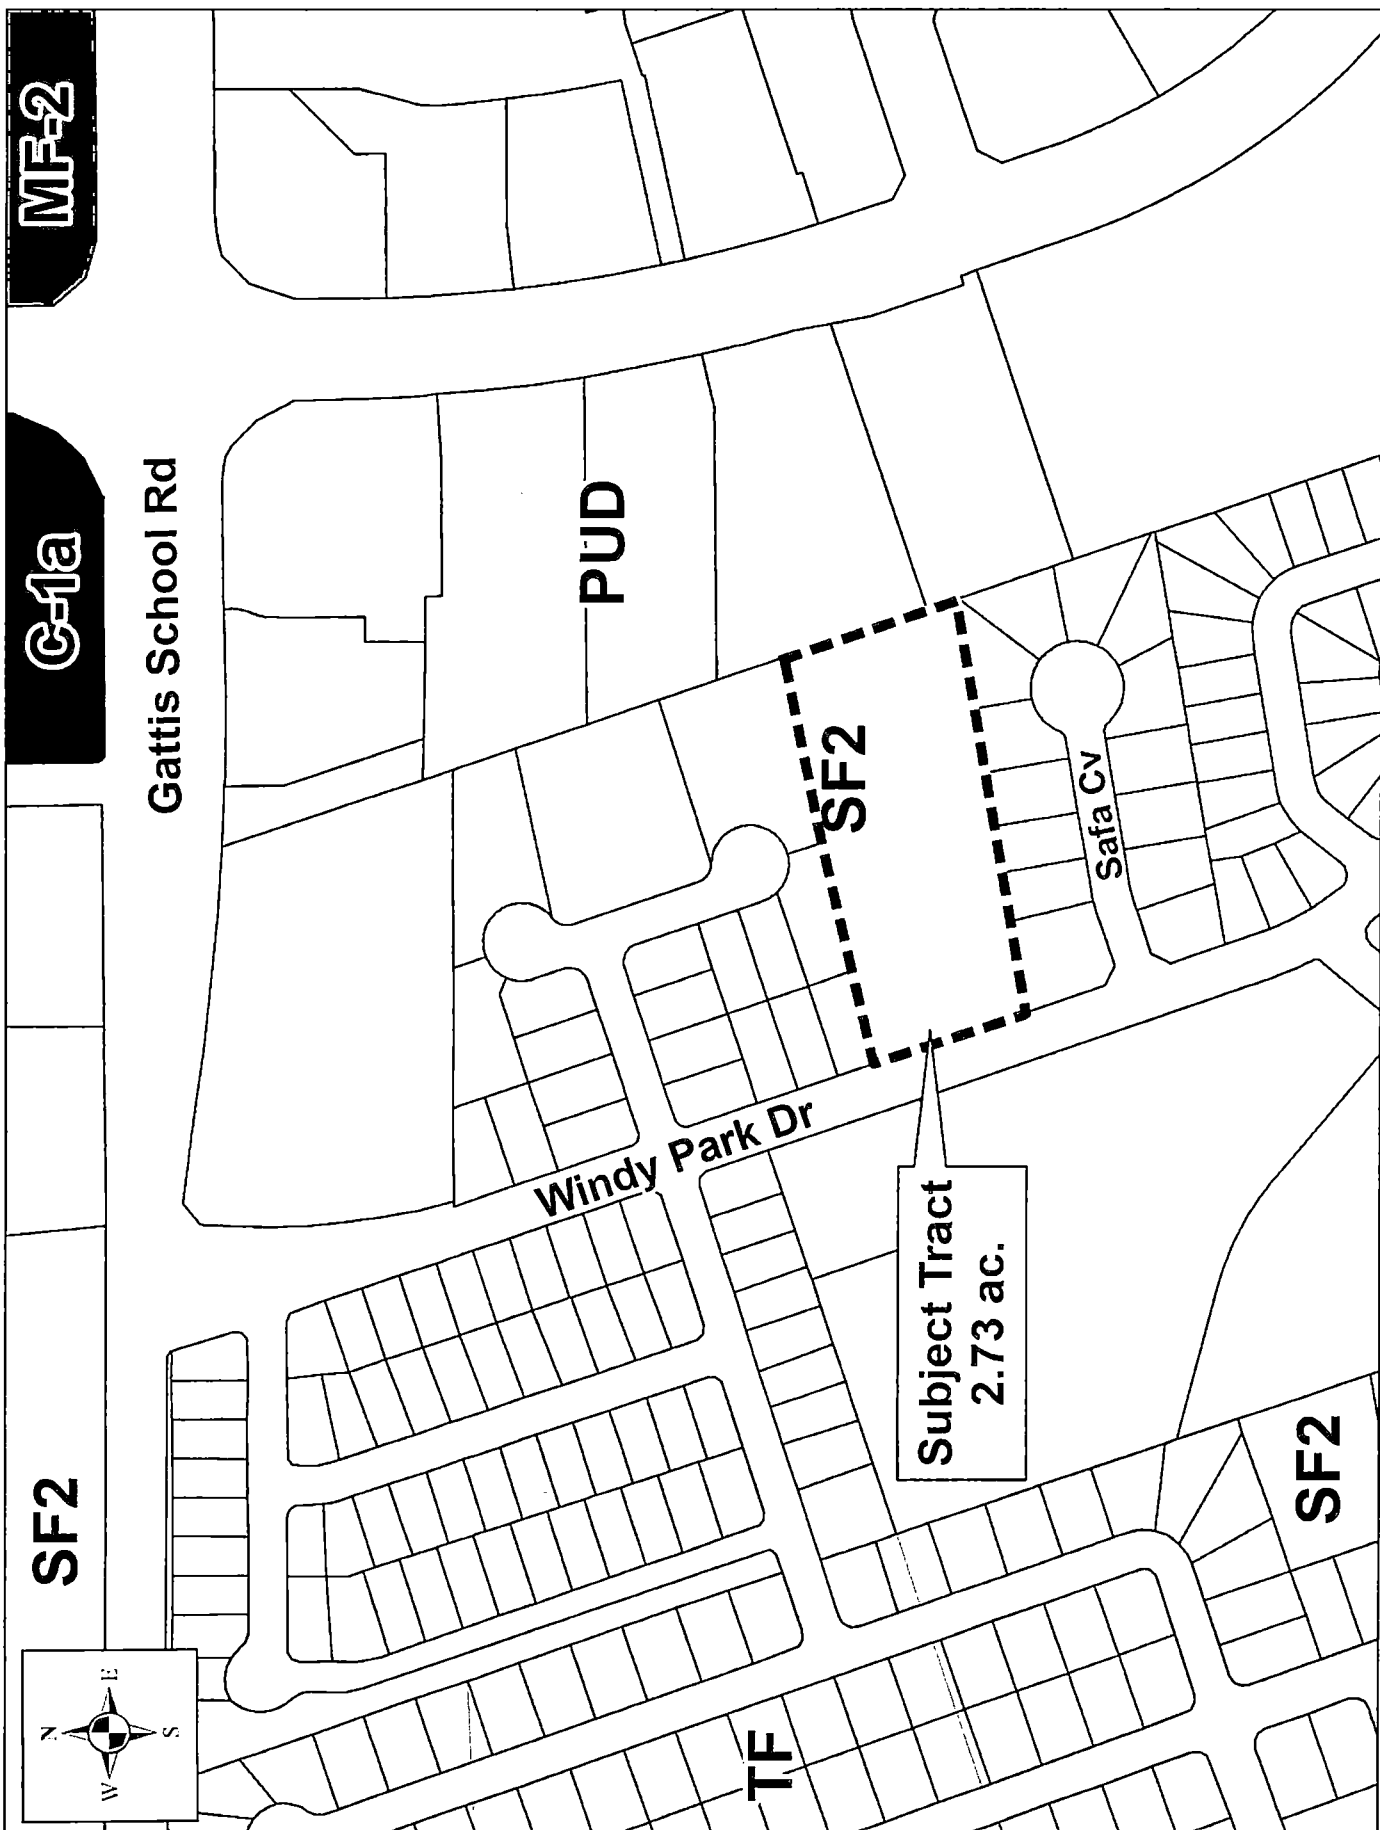 N
W E
S
SF2
C-1a
MF-2
Gattis School Rd
PUD
Windy Park Dr
SF2
Safa Cv
Subject Tract
2.73 ac.
TF
SF2